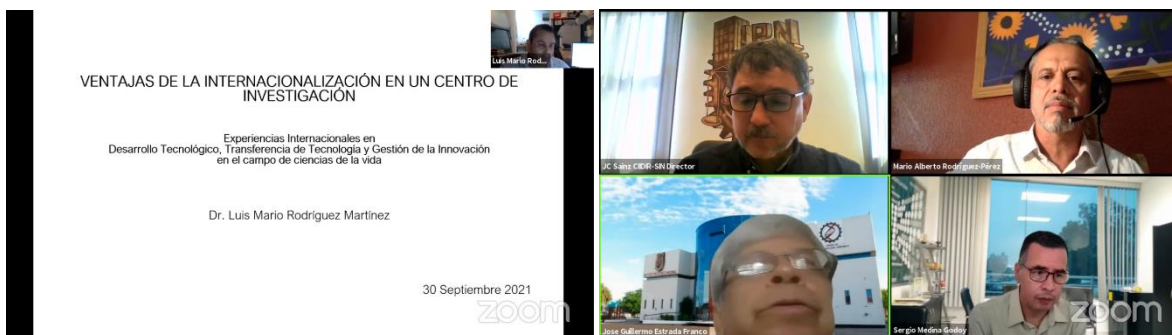 Luis Mario Rod...
VENTAJAS DE LA INTERNACIONALIZACIÓN EN UN CENTRO DE
INVESTIGACIÓN
Experiencias Internacionales en
Desarrollo Tecnológico, Transferencia de Tecnología y Gestión de la Innovación
en el campo de ciencias de la vida
Dr. Luis Mario Rodríguez Martínez
30 Septiembre 2021
zoom
IPN
JC Sainz CIIDIR-SIN Director
Mario Alberto Rodríguez-Pérez
Jose Guillermo Estrada Franco
Sergio Medina Godoy
zoom